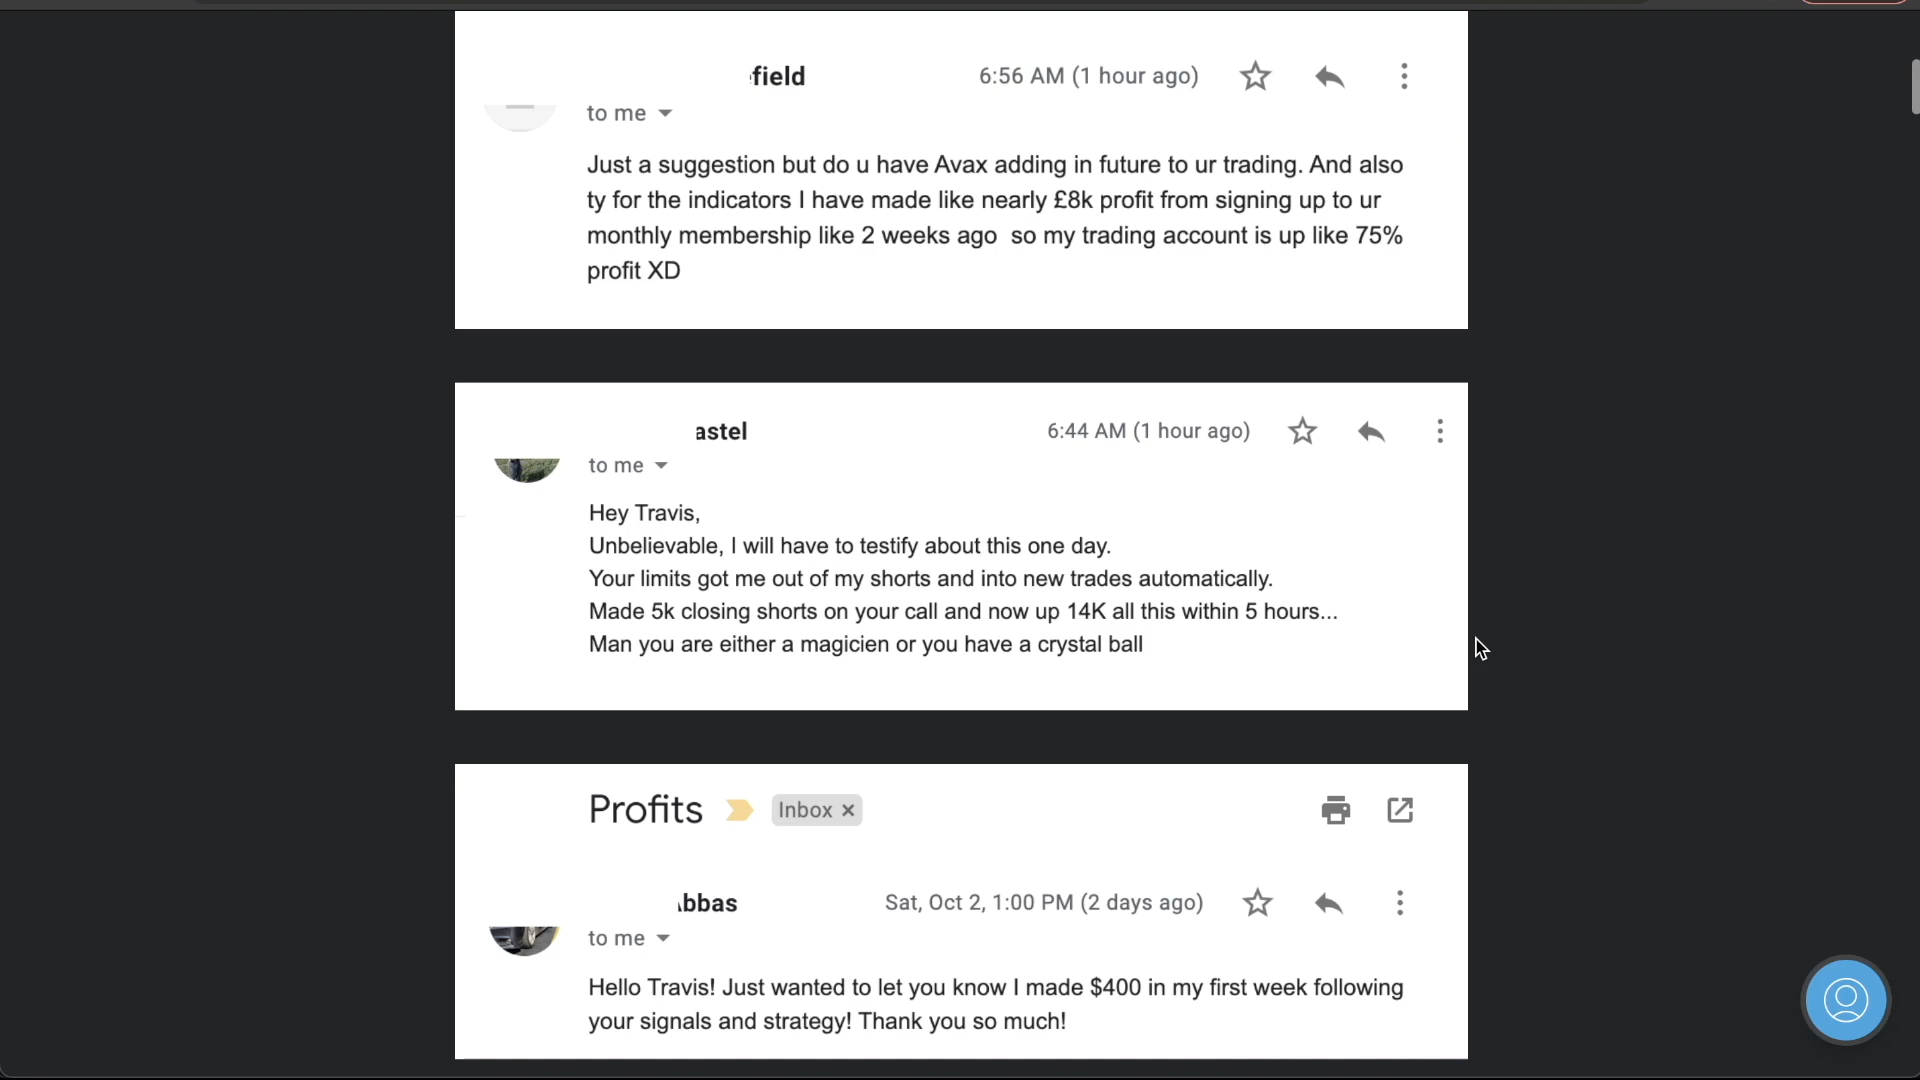 field
6:56 AM (1 hour ago)
to me
Just a suggestion but do u have Avax adding in future to ur trading. And also
ty for the indicators I have made like nearly £8k profit from signing up to ur
monthly membership like 2 weeks ago  so my trading account is up like 75%
profit XD
astel
6:44 AM (1 hour ago)
to me
Hey Travis,
Unbelievable, I will have to testify about this one day.
Your limits got me out of my shorts and into new trades automatically.
Made 5k closing shorts on your call and now up 14K all this within 5 hours...
Man you are either a magicien or you have a crystal ball
Profits
Inbox ×
bbas
Sat, Oct 2, 1:00 PM (2 days ago)
to me
Hello Travis! Just wanted to let you know I made $400 in my first week following
your signals and strategy! Thank you so much!